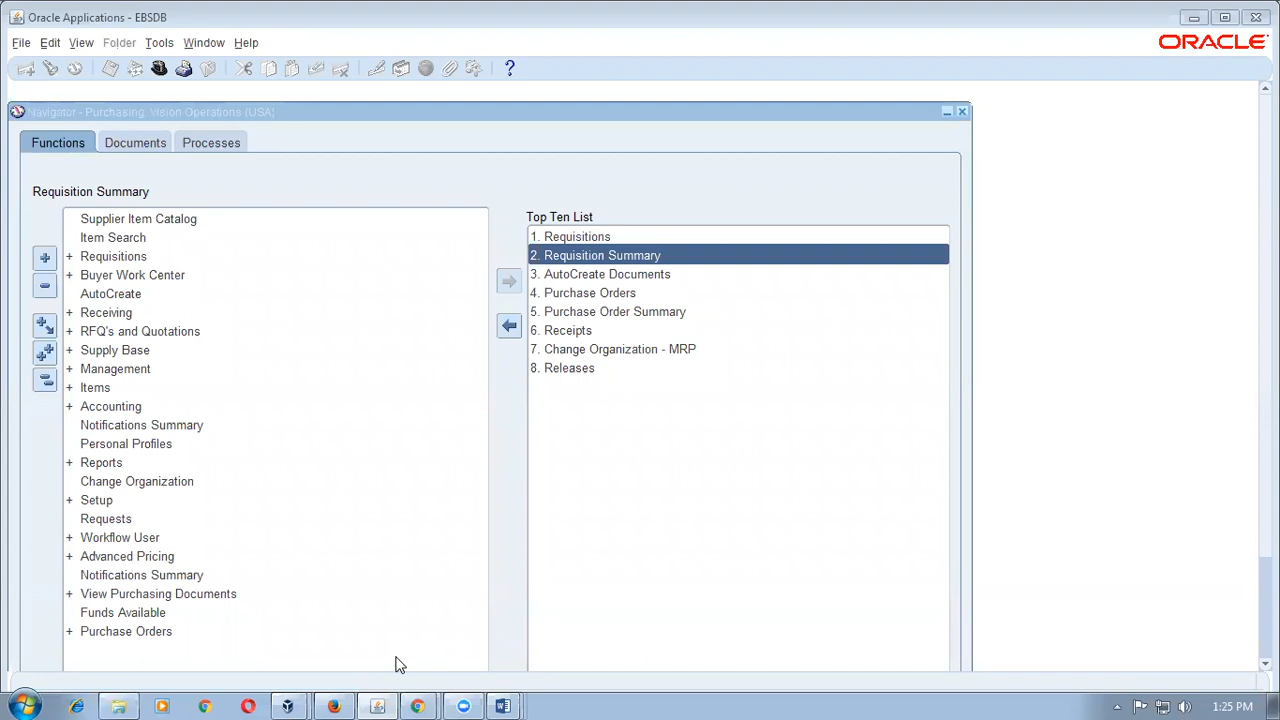 Oracle Applications - EBSDB
File Edit View Folder Tools Window Help
ORACLE
Navigator - Purchasing, Vision Operations (USA)
Functions Documents Processes
Requisition Summary
Supplier Item Catalog
Item Search
+ Requisitions
+ Buyer Work Center
AutoCreate
+ Receiving
+ RFQ's and Quotations
+ Supply Base
+ Management
+ Items
+ Accounting
Notifications Summary
Personal Profiles
+ Reports
Change Organization
+ Setup
Requests
+ Workflow User
+ Advanced Pricing
Notifications Summary
+ View Purchasing Documents
Funds Available
+ Purchase Orders
Top Ten List
1. Requisitions
2. Requisition Summary
3. AutoCreate Documents
4. Purchase Orders
5. Purchase Order Summary
6. Receipts
7. Change Organization - MRP
8. Releases
1:25 PM